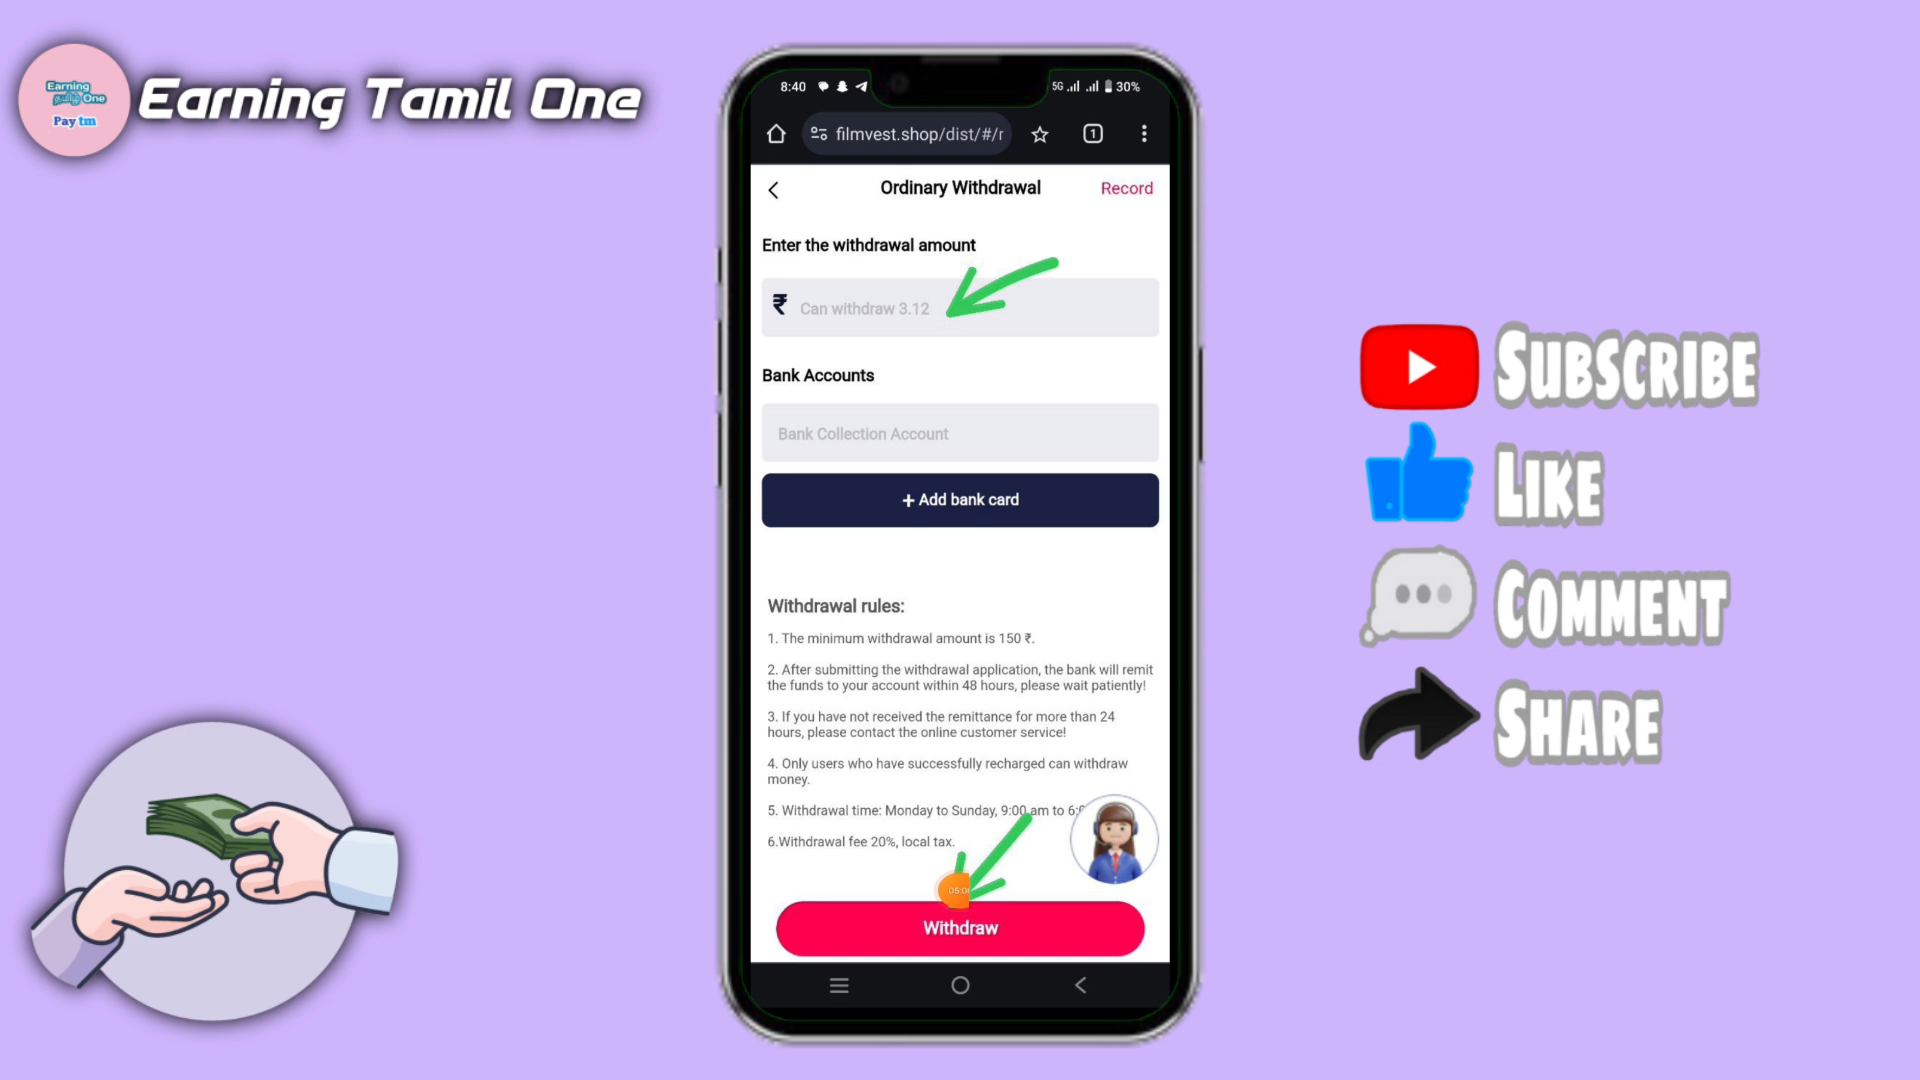 Earning
தமிழ் One
Paytm
Earning Tamil One
8:40
5G
30%
filmvest.shop/dist/#/r
1
Ordinary Withdrawal
Record
Enter the withdrawal amount
₹ Can withdraw 3.12
Bank Accounts
Bank Collection Account
+ Add bank card
Withdrawal rules:
1. The minimum withdrawal amount is 150 ₹.
2. After submitting the withdrawal application, the bank will remit
the funds to your account within 48 hours, please wait patiently!
3. If you have not received the remittance for more than 24
hours, please contact the online customer service!
4. Only users who have successfully recharged can withdraw
money.
5. Withdrawal time: Monday to Sunday, 9:00 am to
6.Withdrawal fee 20%, local tax.
Withdraw
SUBSCRIBE
LIKE
COMMENT
SHARE